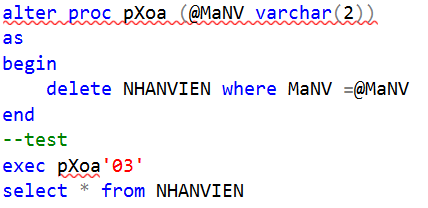 alter proc pXoa (@MaNV varchar(2))
as
begin
    delete NHANVIEN where MaNV =@MaNV
end
--test
exec pXoa'03'
select * from NHANVIEN